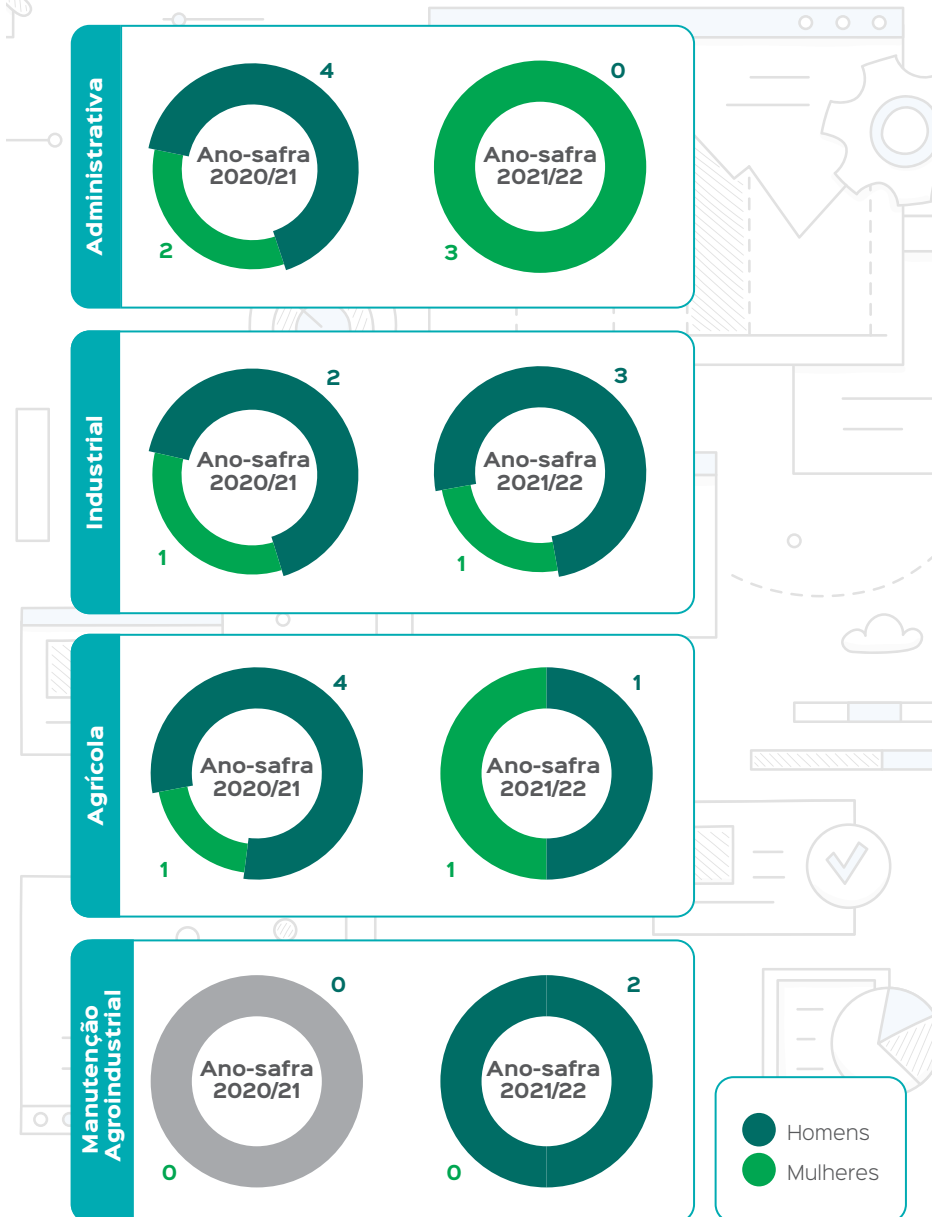 Administrativa
4
Ano-safra
2020/21
2
0
Ano-safra
2021/22
3
Industrial
2
Ano-safra
2020/21
1
3
Ano-safra
2021/22
1
Agrícola
4
Ano-safra
2020/21
1
1
Ano-safra
2021/22
1
Manutenção
Agroindustrial
0
Ano-safra
2020/21
0
2
Ano-safra
2021/22
0
Homens
Mulheres